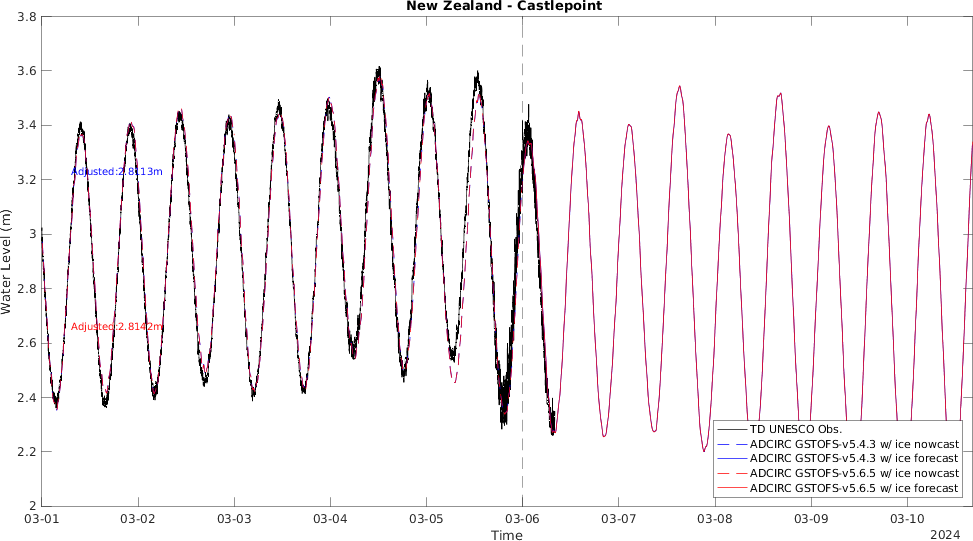 New Zealand - Castlepoint
3.8
3.6
3.4
3.2
3
2.8
2.6
2.4
2.2
2
Water Level (m)
Adjusted:2.8113m
Adjusted:2.8142m
TD UNESCO Obs.
ADCIRC GSTOFS-v5.4.3 w/ ice nowcast
ADCIRC GSTOFS-v5.4.3 w/ ice forecast
ADCIRC GSTOFS-v5.6.5 w/ ice nowcast
ADCIRC GSTOFS-v5.6.5 w/ ice forecast
03-01 03-02 03-03 03-04 03-05 03-06 03-07 03-08 03-09 03-10
Time
2024